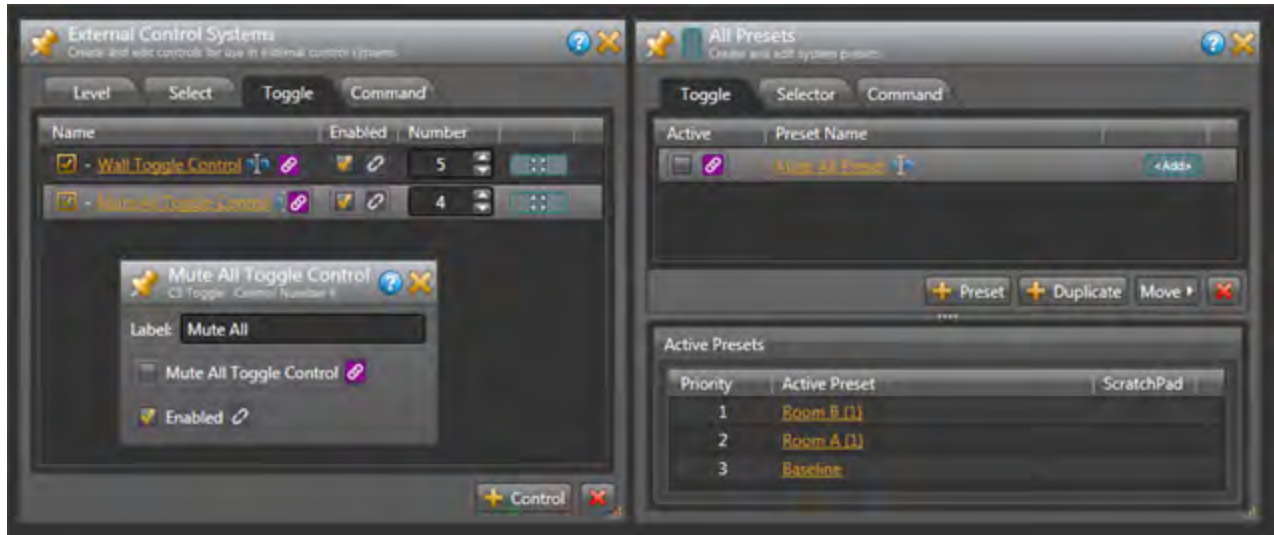 External Control Systems
Create and edit controls for use in external control systems
Level Select Toggle Command
Name Enabled Number
- Wall Toggle Control 5
- Mute All Toggle Control 4
Mute All Toggle Control
CS Toggle Control Number
Label: Mute All
Mute All Toggle Control
Enabled
+ Control
All Presets
Create and edit system presets
Toggle Selector Command
Active Preset Name
Mute All Preset <Add>
+ Preset + Duplicate Move
Active Presets
Priority Active Preset ScratchPad
1 Room B (1)
2 Room A (1)
3 Baseline